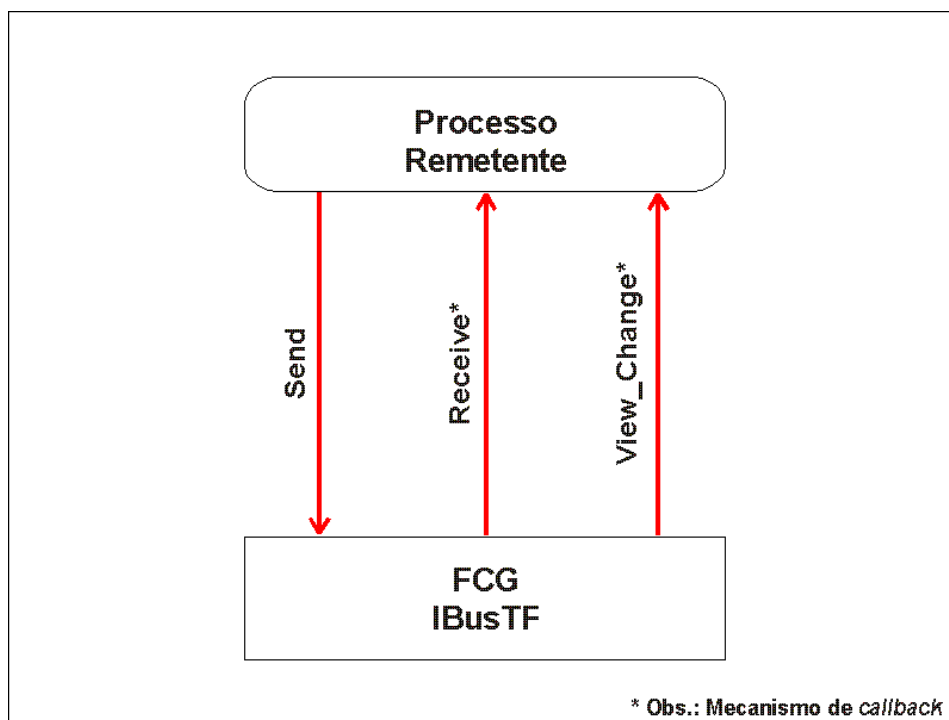 Processo
Remetente
Send
Receive*
View_Change*
FCG
IBusTF
* Obs.: Mecanismo de callback